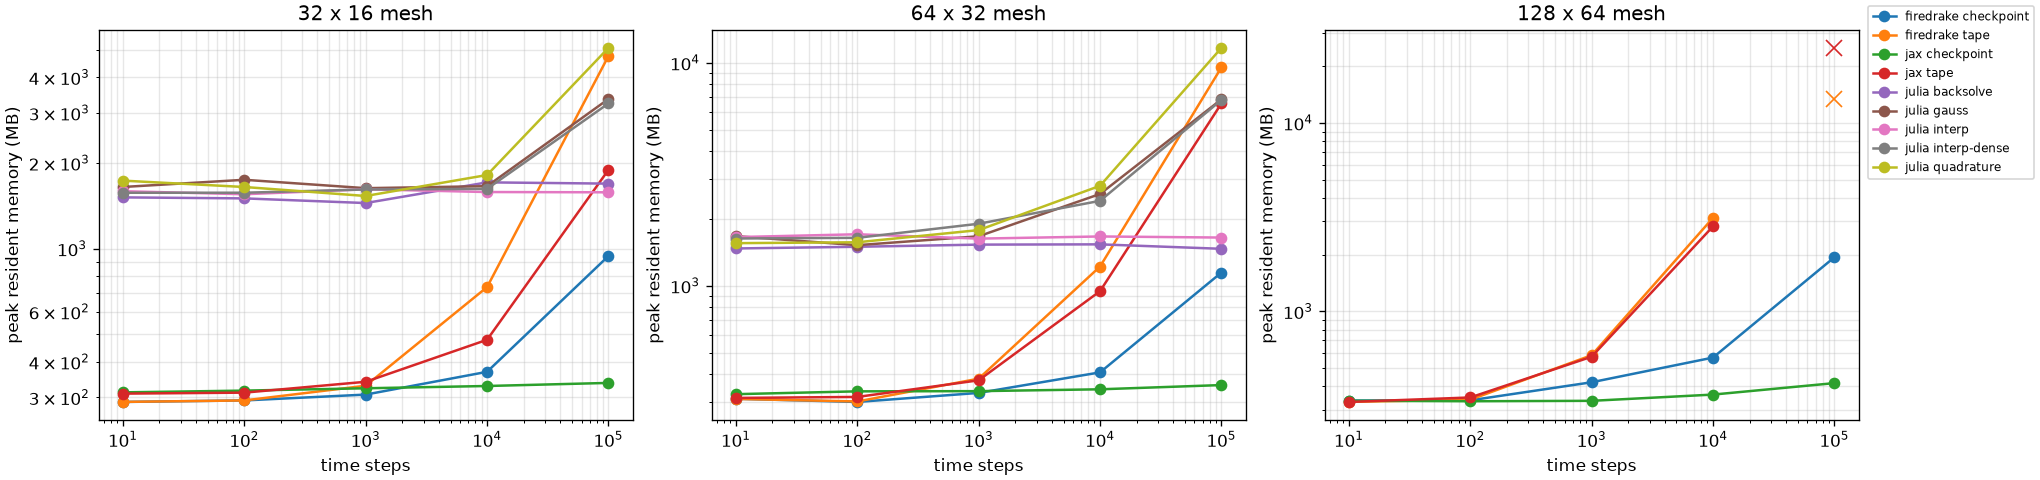 32 x 16 mesh
peak resident memory (MB)
4 × 10³
3 × 10³
2 × 10³
10³
6 × 10²
4 × 10²
3 × 10²
10¹ 10² 10³ 10⁴ 10⁵
time steps
64 x 32 mesh
peak resident memory (MB)
10⁴
10³
10¹ 10² 10³ 10⁴ 10⁵
time steps
128 x 64 mesh
peak resident memory (MB)
10⁴
10³
10¹ 10² 10³ 10⁴ 10⁵
time steps
firedrake checkpoint
firedrake tape
jax checkpoint
jax tape
julia backsolve
julia gauss
julia interp
julia interp-dense
julia quadrature